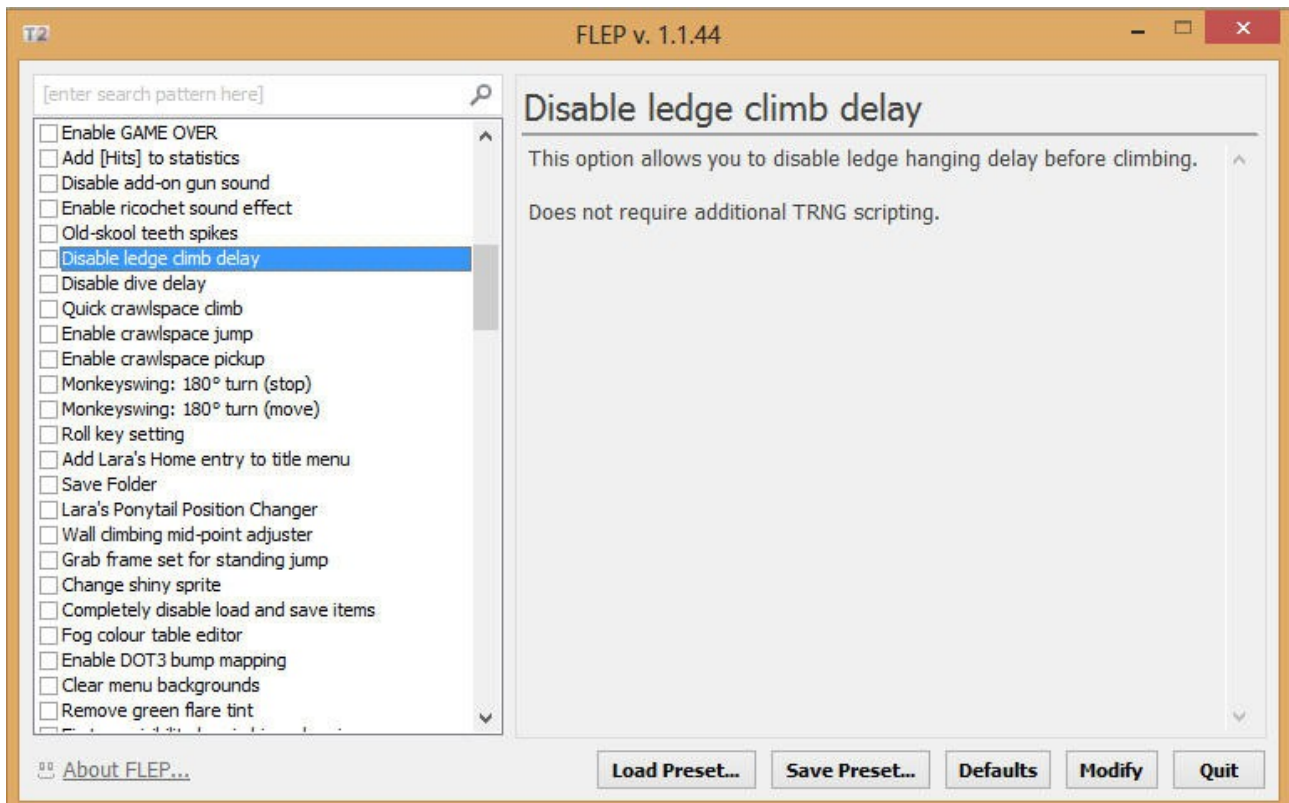 T2
FLEP v. 1.1.44
[enter search pattern here]
Enable GAME OVER
Add [Hits] to statistics
Disable add-on gun sound
Enable ricochet sound effect
Old-skool teeth spikes
Disable ledge climb delay
Disable dive delay
Quick crawlspace climb
Enable crawlspace jump
Enable crawlspace pickup
Monkeyswing: 180° turn (stop)
Monkeyswing: 180° turn (move)
Roll key setting
Add Lara's Home entry to title menu
Save Folder
Lara's Ponytail Position Changer
Wall climbing mid-point adjuster
Grab frame set for standing jump
Change shiny sprite
Completely disable load and save items
Fog colour table editor
Enable DOT3 bump mapping
Clear menu backgrounds
Remove green flare tint
Disable ledge climb delay
This option allows you to disable ledge hanging delay before climbing.
Does not require additional TRNG scripting.
About FLEP...
Load Preset...
Save Preset...
Defaults
Modify
Quit